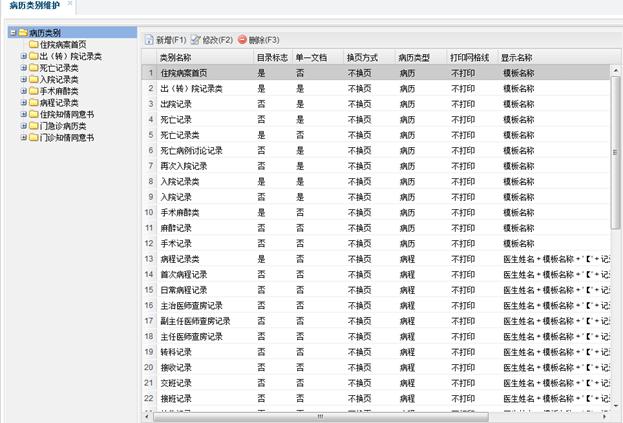 病历类别维护
病历类别
住院病案首页
出（转）院记录类
死亡记录类
入院记录类
手术麻醉类
病程记录类
住院知情同意书
门急诊病历类
门诊知情同意书
新增(F1) 修改(F2) 删除(F3)
类别名称 目录标志 单一文档 换页方式 病历类型 打印网格线 显示名称
1 住院病案首页 是 否 不换页 病历 不打印 模板名称
2 出（转）院记录类 是 是 不换页 病历 不打印 模板名称
3 出院记录 否 是 不换页 病历 不打印 模板名称
4 死亡记录 否 是 不换页 病历 不打印 模板名称
5 死亡记录类 是 否 不换页 病历 不打印 模板名称
6 死亡病例讨论记录 否 是 不换页 病历 不打印 模板名称
7 再次入院记录 否 是 不换页 病历 不打印 模板名称
8 入院记录类 是 是 不换页 病历 不打印 模板名称
9 入院记录 否 是 不换页 病历 不打印 模板名称
10 手术麻醉类 是 否 不换页 病历 不打印 模板名称
11 麻醉记录 否 否 不换页 病历 不打印 模板名称
12 手术记录 否 否 不换页 病历 不打印 模板名称
13 病程记录类 是 否 不换页 病程 不打印 医生姓名+模板名称+'【'+记
14 首次病程记录 否 否 不换页 病程 不打印 医生姓名+模板名称+'【'+记
15 日常病程记录 否 否 不换页 病程 不打印 医生姓名+模板名称+'【'+记
16 主治医师查房记录 否 否 不换页 病程 不打印 医生姓名+模板名称+'【'+记
17 副主任医师查房记录 否 否 不换页 病程 不打印 医生姓名+模板名称+'【'+记
18 主任医师查房记录 否 否 不换页 病程 不打印 医生姓名+模板名称+'【'+记
19 转科记录 否 否 不换页 病程 不打印 医生姓名+模板名称+'【'+记
20 接收记录 否 否 不换页 病程 不打印 医生姓名+模板名称+'【'+记
21 交班记录 否 否 不换页 病程 不打印 医生姓名+模板名称+'【'+记
22 接班记录 否 否 不换页 病程 不打印 医生姓名+模板名称+'【'+记